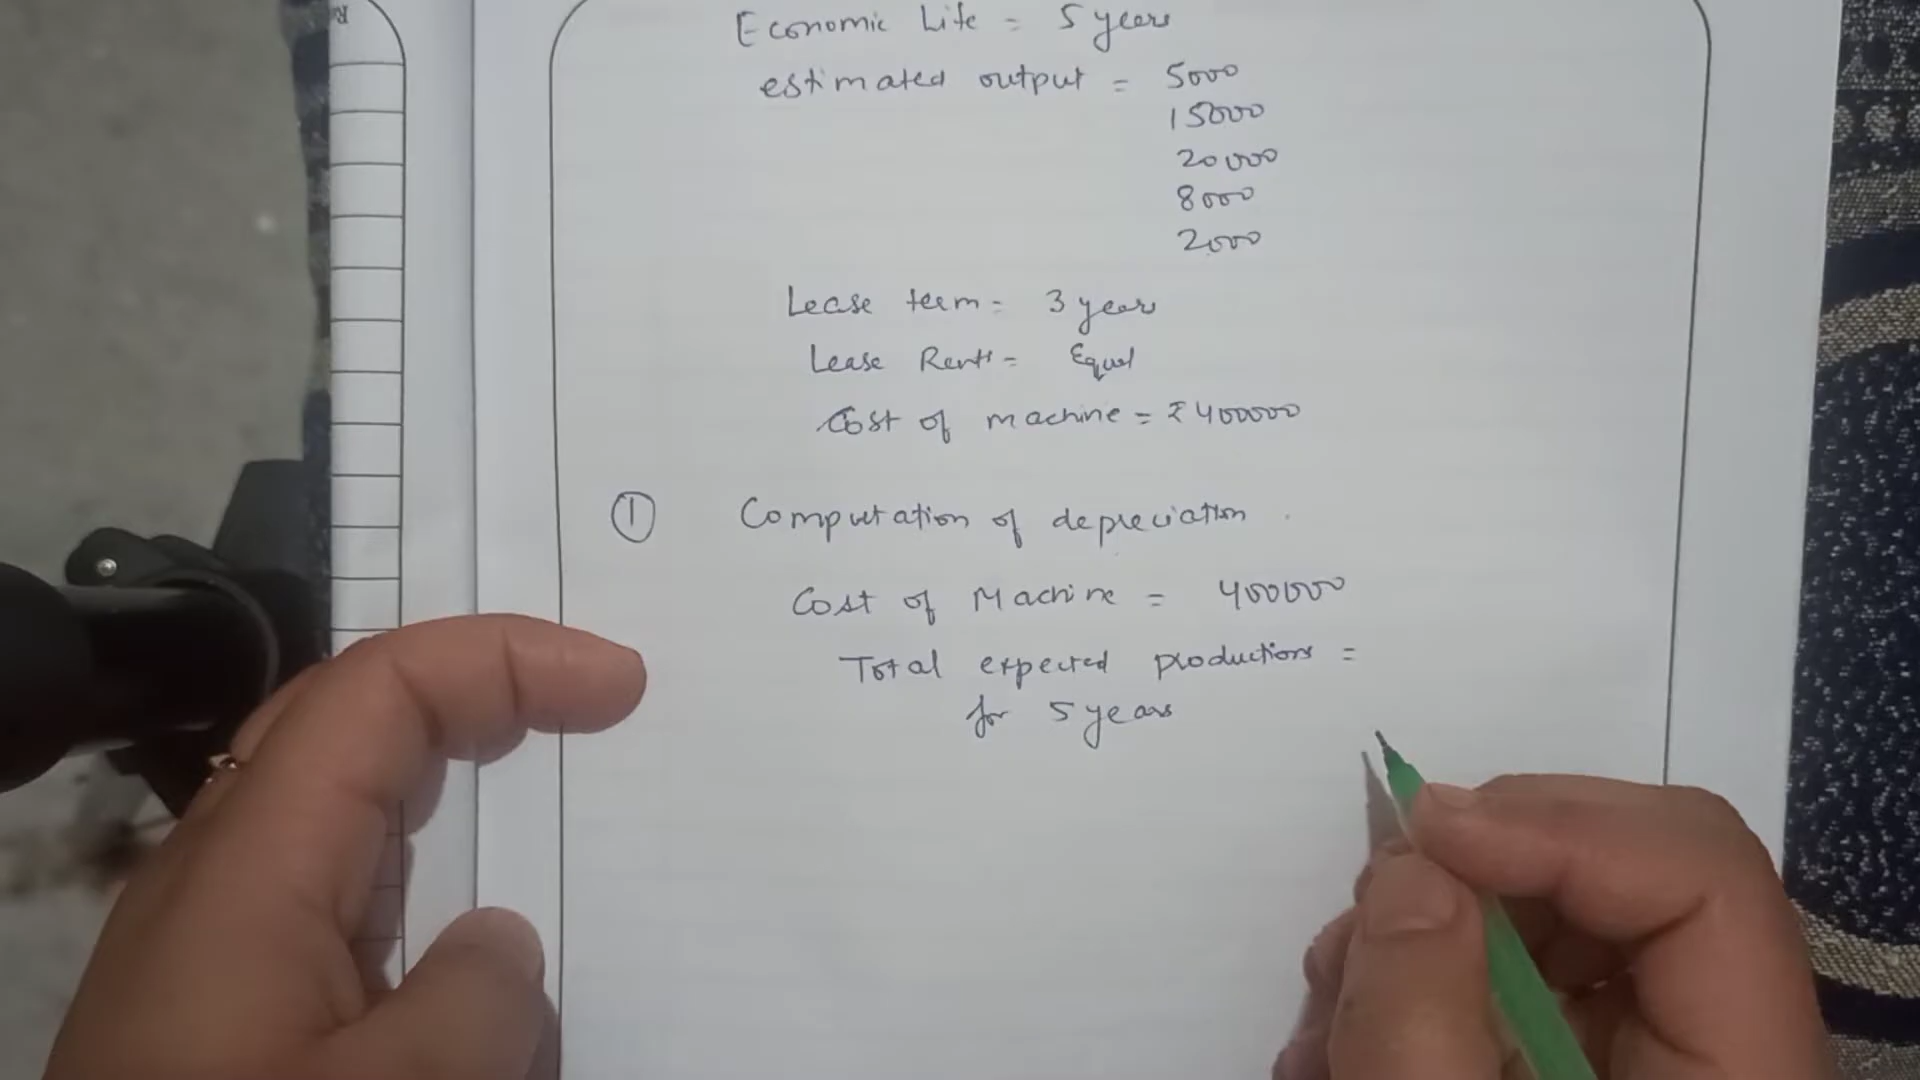 Economic Life = 5 years
estimated output = 5000
15000
20000
8000
2000
Lease term = 3 years
Lease Rents = Equal
Cost of machine = ₹400000
① Computation of depreciation
Cost of Machine = 400000
Total expected productions =
for 5 years